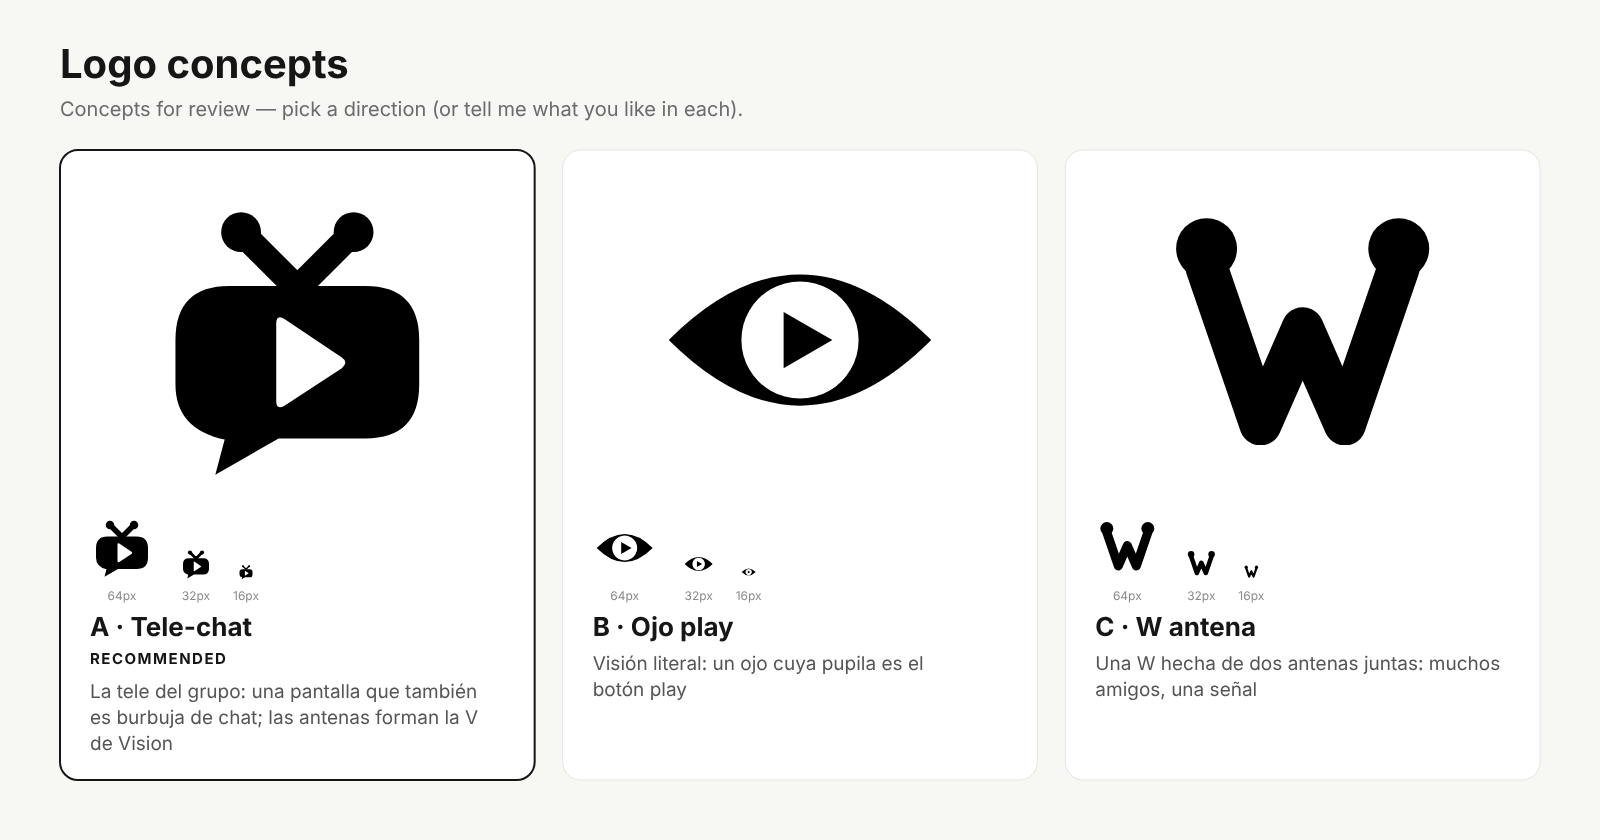 Logo concepts
Concepts for review — pick a direction (or tell me what you like in each).
64px 32px 16px
A · Tele-chat
RECOMMENDED
La tele del grupo: una pantalla que también
es burbuja de chat; las antenas forman la V
de Vision
64px 32px 16px
B · Ojo play
Visión literal: un ojo cuya pupila es el
botón play
W
64px 32px 16px
C · W antena
Una W hecha de dos antenas juntas: muchos
amigos, una señal